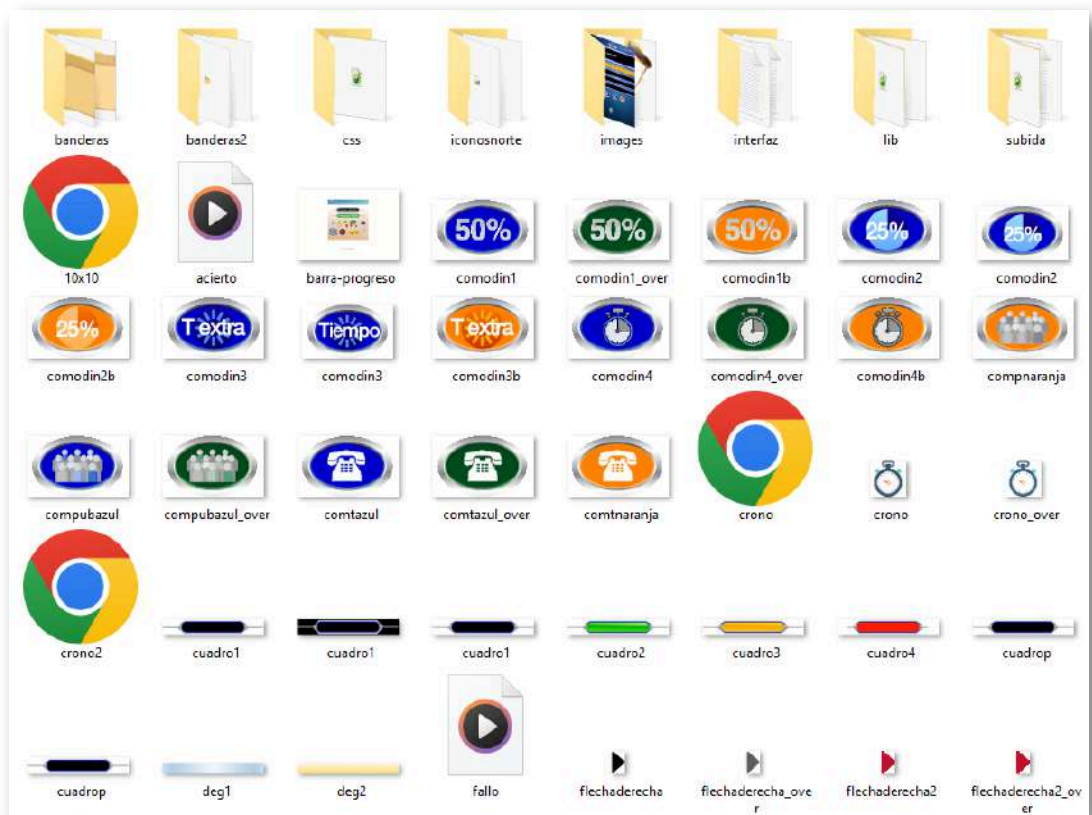 banderas banderas2 css iconosnorte images interfaz lib subida
10x10 acierto barra-progreso 50% comodin1 50% comodin1_over 50% comodin1b 25% comodin2 25% comodin2
25% comodin2b T extra comodin3 Tiempo comodin3 T extra comodin3b comodin4 comodin4_over comodin4b compnaranja
compubazul compubazul_over comtazul comtazul_over comtnaranja crono crono crono_over
crono2 cuadro1 cuadro1 cuadro1 cuadro2 cuadro3 cuadro4 cuadrop
cuadrop deg1 deg2 fallo flechaderecha flechaderecha_ove flechaderecha2 flechaderecha2_ov
r er